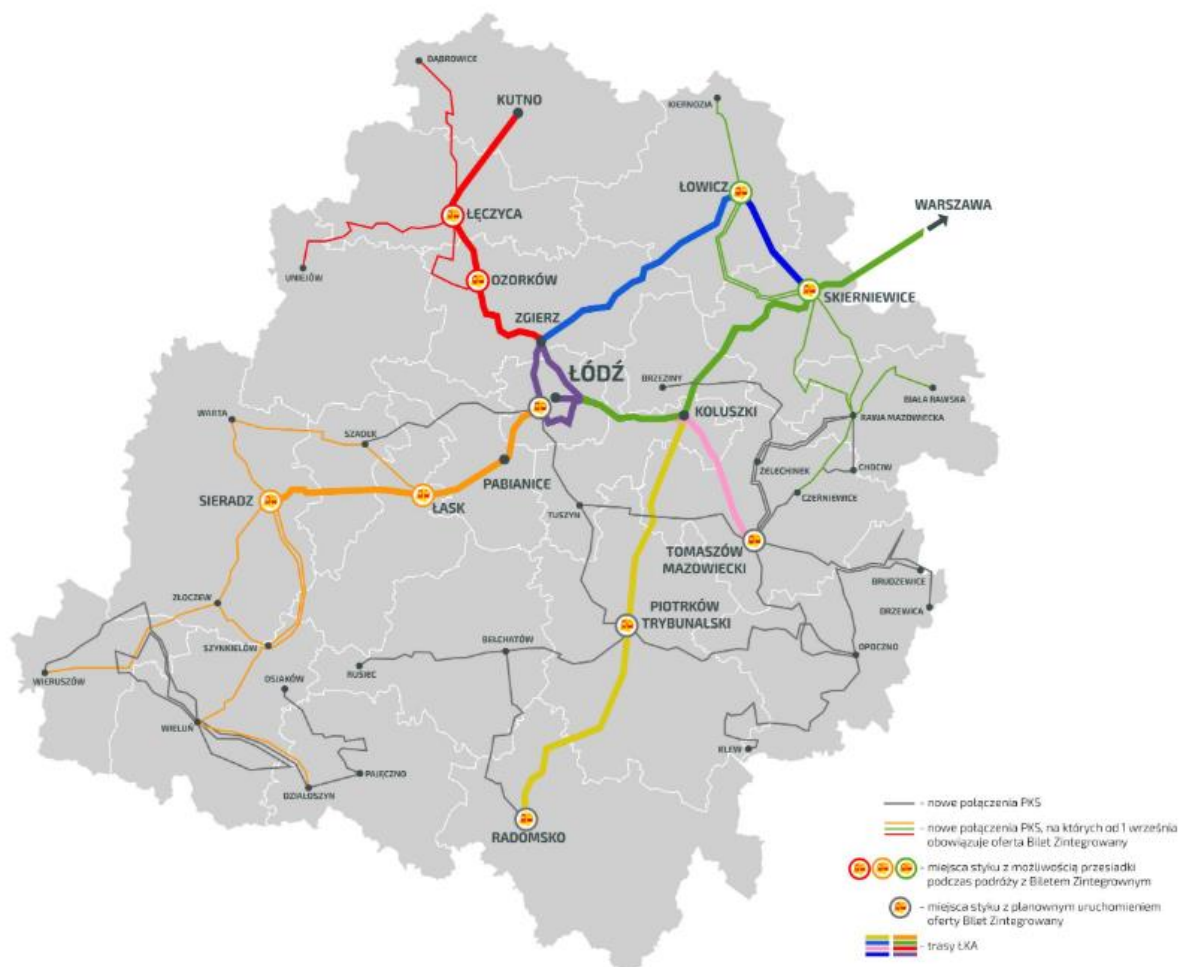 DĄBROWICE
KUTNO
KIERNOZIA
ŁOWICZ
WARSZAWA
ŁĘCZYCA
UNIEJÓW
OZORKÓW
SKIERNIEWICE
ZGIERZ
ŁÓDŹ
BRZEZINY
BIAŁA RAWSKA
WARTA
KOLUSZKI
RAWA MAZOWIECKA
SZADEK
PABIANICE
ŻELECHINEK
CHOCIW
SIERADZ
ŁASK
CZERNIEWICE
TUSZYN
TOMASZÓW
MAZOWIECKI
BRUDZEWICE
ZŁOCZEW
PIOTRKÓW
TRYBUNALSKI
DRZEWICA
SZYNKIELÓW
BEŁCHATÓW
OPOCZNO
WIERUSZÓW
OSJAKÓW
RUSIEC
WIELUŃ
KLEW
PAJĘCZNO
DZIAŁOSZYN
RADOMSKO
- nowe połączenia PKS
- nowe połączenia PKS, na których od 1 września
obowiązuje oferta Bilet Zintegrowany
- miejsca styku z możliwością przesiadki
podczas podróży z Biletem Zintegrownym
- miejsca styku z planownym uruchomieniem
oferty Bilet Zintegrowany
- trasy ŁKA